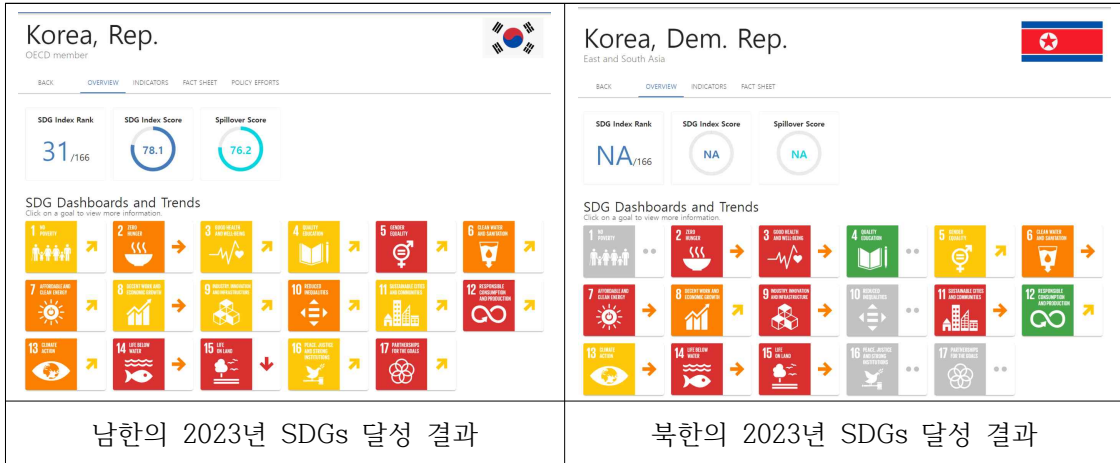 Korea, Rep.
OECD member
BACK OVERVIEW INDICATORS FACT SHEET POLICY EFFORTS
SDG Index Rank SDG Index Score Spillover Score
31/166 78.1 76.2
SDG Dashboards and Trends
Click on a goal to view more information.
1 NO POVERTY
2 ZERO HUNGER
3 GOOD HEALTH AND WELL-BEING
4 QUALITY EDUCATION
5 GENDER EQUALITY
6 CLEAN WATER AND SANITATION
7 AFFORDABLE AND CLEAN ENERGY
8 DECENT WORK AND ECONOMIC GROWTH
9 INDUSTRY, INNOVATION AND INFRASTRUCTURE
10 REDUCED INEQUALITIES
11 SUSTAINABLE CITIES AND COMMUNITIES
12 RESPONSIBLE CONSUMPTION AND PRODUCTION
13 CLIMATE ACTION
14 LIFE BELOW WATER
15 LIFE ON LAND
16 PEACE, JUSTICE AND STRONG INSTITUTIONS
17 PARTNERSHIPS FOR THE GOALS
남한의 2023년 SDGs 달성 결과
Korea, Dem. Rep.
East and South Asia
BACK OVERVIEW INDICATORS FACT SHEET
SDG Index Rank SDG Index Score Spillover Score
NA/166 NA NA
SDG Dashboards and Trends
Click on a goal to view more information.
1 NO POVERTY
2 ZERO HUNGER
3 GOOD HEALTH AND WELL-BEING
4 QUALITY EDUCATION
5 GENDER EQUALITY
6 CLEAN WATER AND SANITATION
7 AFFORDABLE AND CLEAN ENERGY
8 DECENT WORK AND ECONOMIC GROWTH
9 INDUSTRY, INNOVATION AND INFRASTRUCTURE
10 REDUCED INEQUALITIES
11 SUSTAINABLE CITIES AND COMMUNITIES
12 RESPONSIBLE CONSUMPTION AND PRODUCTION
13 CLIMATE ACTION
14 LIFE BELOW WATER
15 LIFE ON LAND
16 PEACE, JUSTICE AND STRONG INSTITUTIONS
17 PARTNERSHIPS FOR THE GOALS
북한의 2023년 SDGs 달성 결과